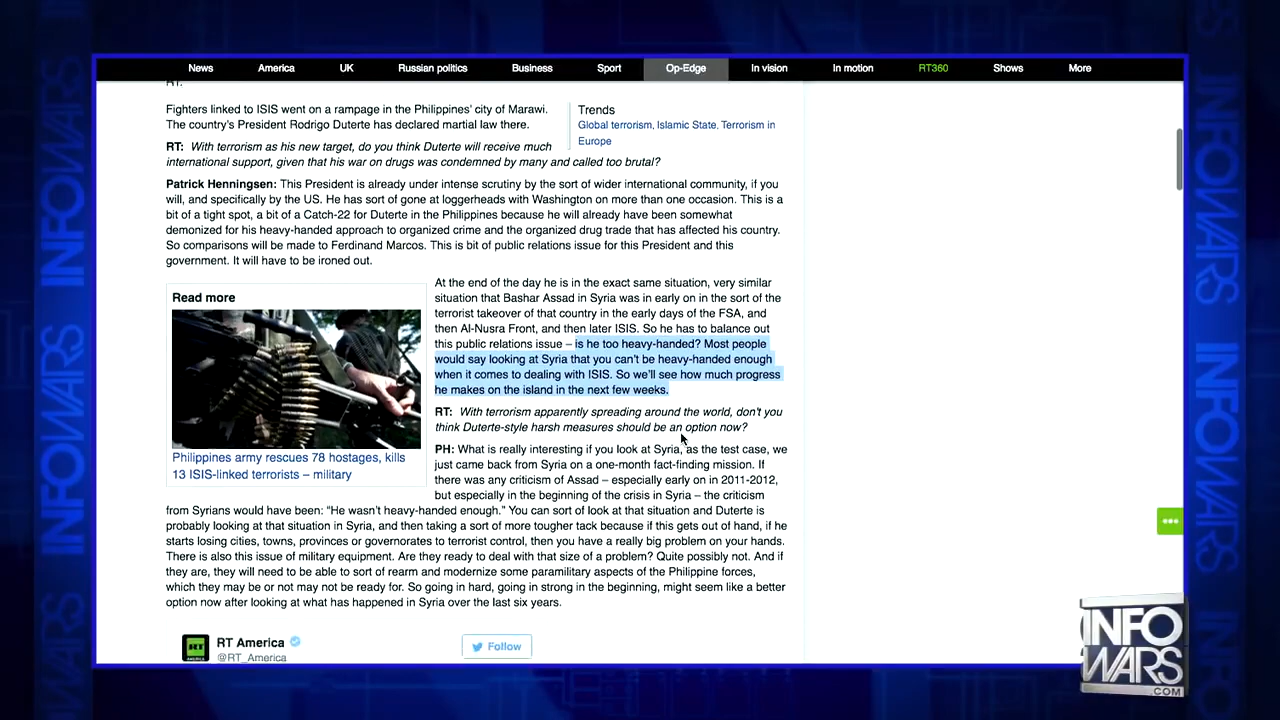 News America UK Russian politics Business Sport Op-Edge In vision In motion RT360 Shows More
RT.
Fighters linked to ISIS went on a rampage in the Philippines' city of Marawi.
The country's President Rodrigo Duterte has declared martial law there.
Trends
Global terrorism, Islamic State, Terrorism in
Europe
RT: With terrorism as his new target, do you think Duterte will receive much
international support, given that his war on drugs was condemned by many and called too brutal?
Patrick Henningsen: This President is already under intense scrutiny by the sort of wider international community, if you
will, and specifically by the US. He has sort of gone at loggerheads with Washington on more than one occasion. This is a
bit of a tight spot, a bit of a Catch-22 for Duterte in the Philippines because he will already have been somewhat
demonized for his heavy-handed approach to organized crime and the organized drug trade that has affected his country.
So comparisons will be made to Ferdinand Marcos. This is bit of public relations issue for this President and this
government. It will have to be ironed out.
Read more
Philippines army rescues 78 hostages, kills
13 ISIS-linked terrorists – military
At the end of the day he is in the exact same situation, very similar
situation that Bashar Assad in Syria was in early on in the sort of the
terrorist takeover of that country in the early days of the FSA, and
then Al-Nusra Front, and then later ISIS. So he has to balance out
this public relations issue – is he too heavy-handed? Most people
would say looking at Syria that you can't be heavy-handed enough
when it comes to dealing with ISIS. So we'll see how much progress
he makes on the island in the next few weeks.
RT: With terrorism apparently spreading around the world, don't you
think Duterte-style harsh measures should be an option now?
PH: What is really interesting if you look at Syria, as the test case, we
just came back from Syria on a one-month fact-finding mission. If
there was any criticism of Assad – especially early on in 2011-2012,
but especially in the beginning of the crisis in Syria – the criticism
from Syrians would have been: “He wasn't heavy-handed enough.” You can sort of look at that situation and Duterte is
probably looking at that situation in Syria, and then taking a sort of more tougher tack because if this gets out of hand, if he
starts losing cities, towns, provinces or governorates to terrorist control, then you have a really big problem on your hands.
There is also this issue of military equipment. Are they ready to deal with that size of a problem? Quite possibly not. And if
they are, they will need to be able to sort of rearm and modernize some paramilitary aspects of the Philippine forces,
which they may be or not may not be ready for. So going in hard, going in strong in the beginning, might seem like a better
option now after looking at what has happened in Syria over the last six years.
RT
AMERICA
RT America
@RT_America
Follow
INFOWARS
INFOWARS
INFOWARS
INFOWARS
INFO
WARS
.COM